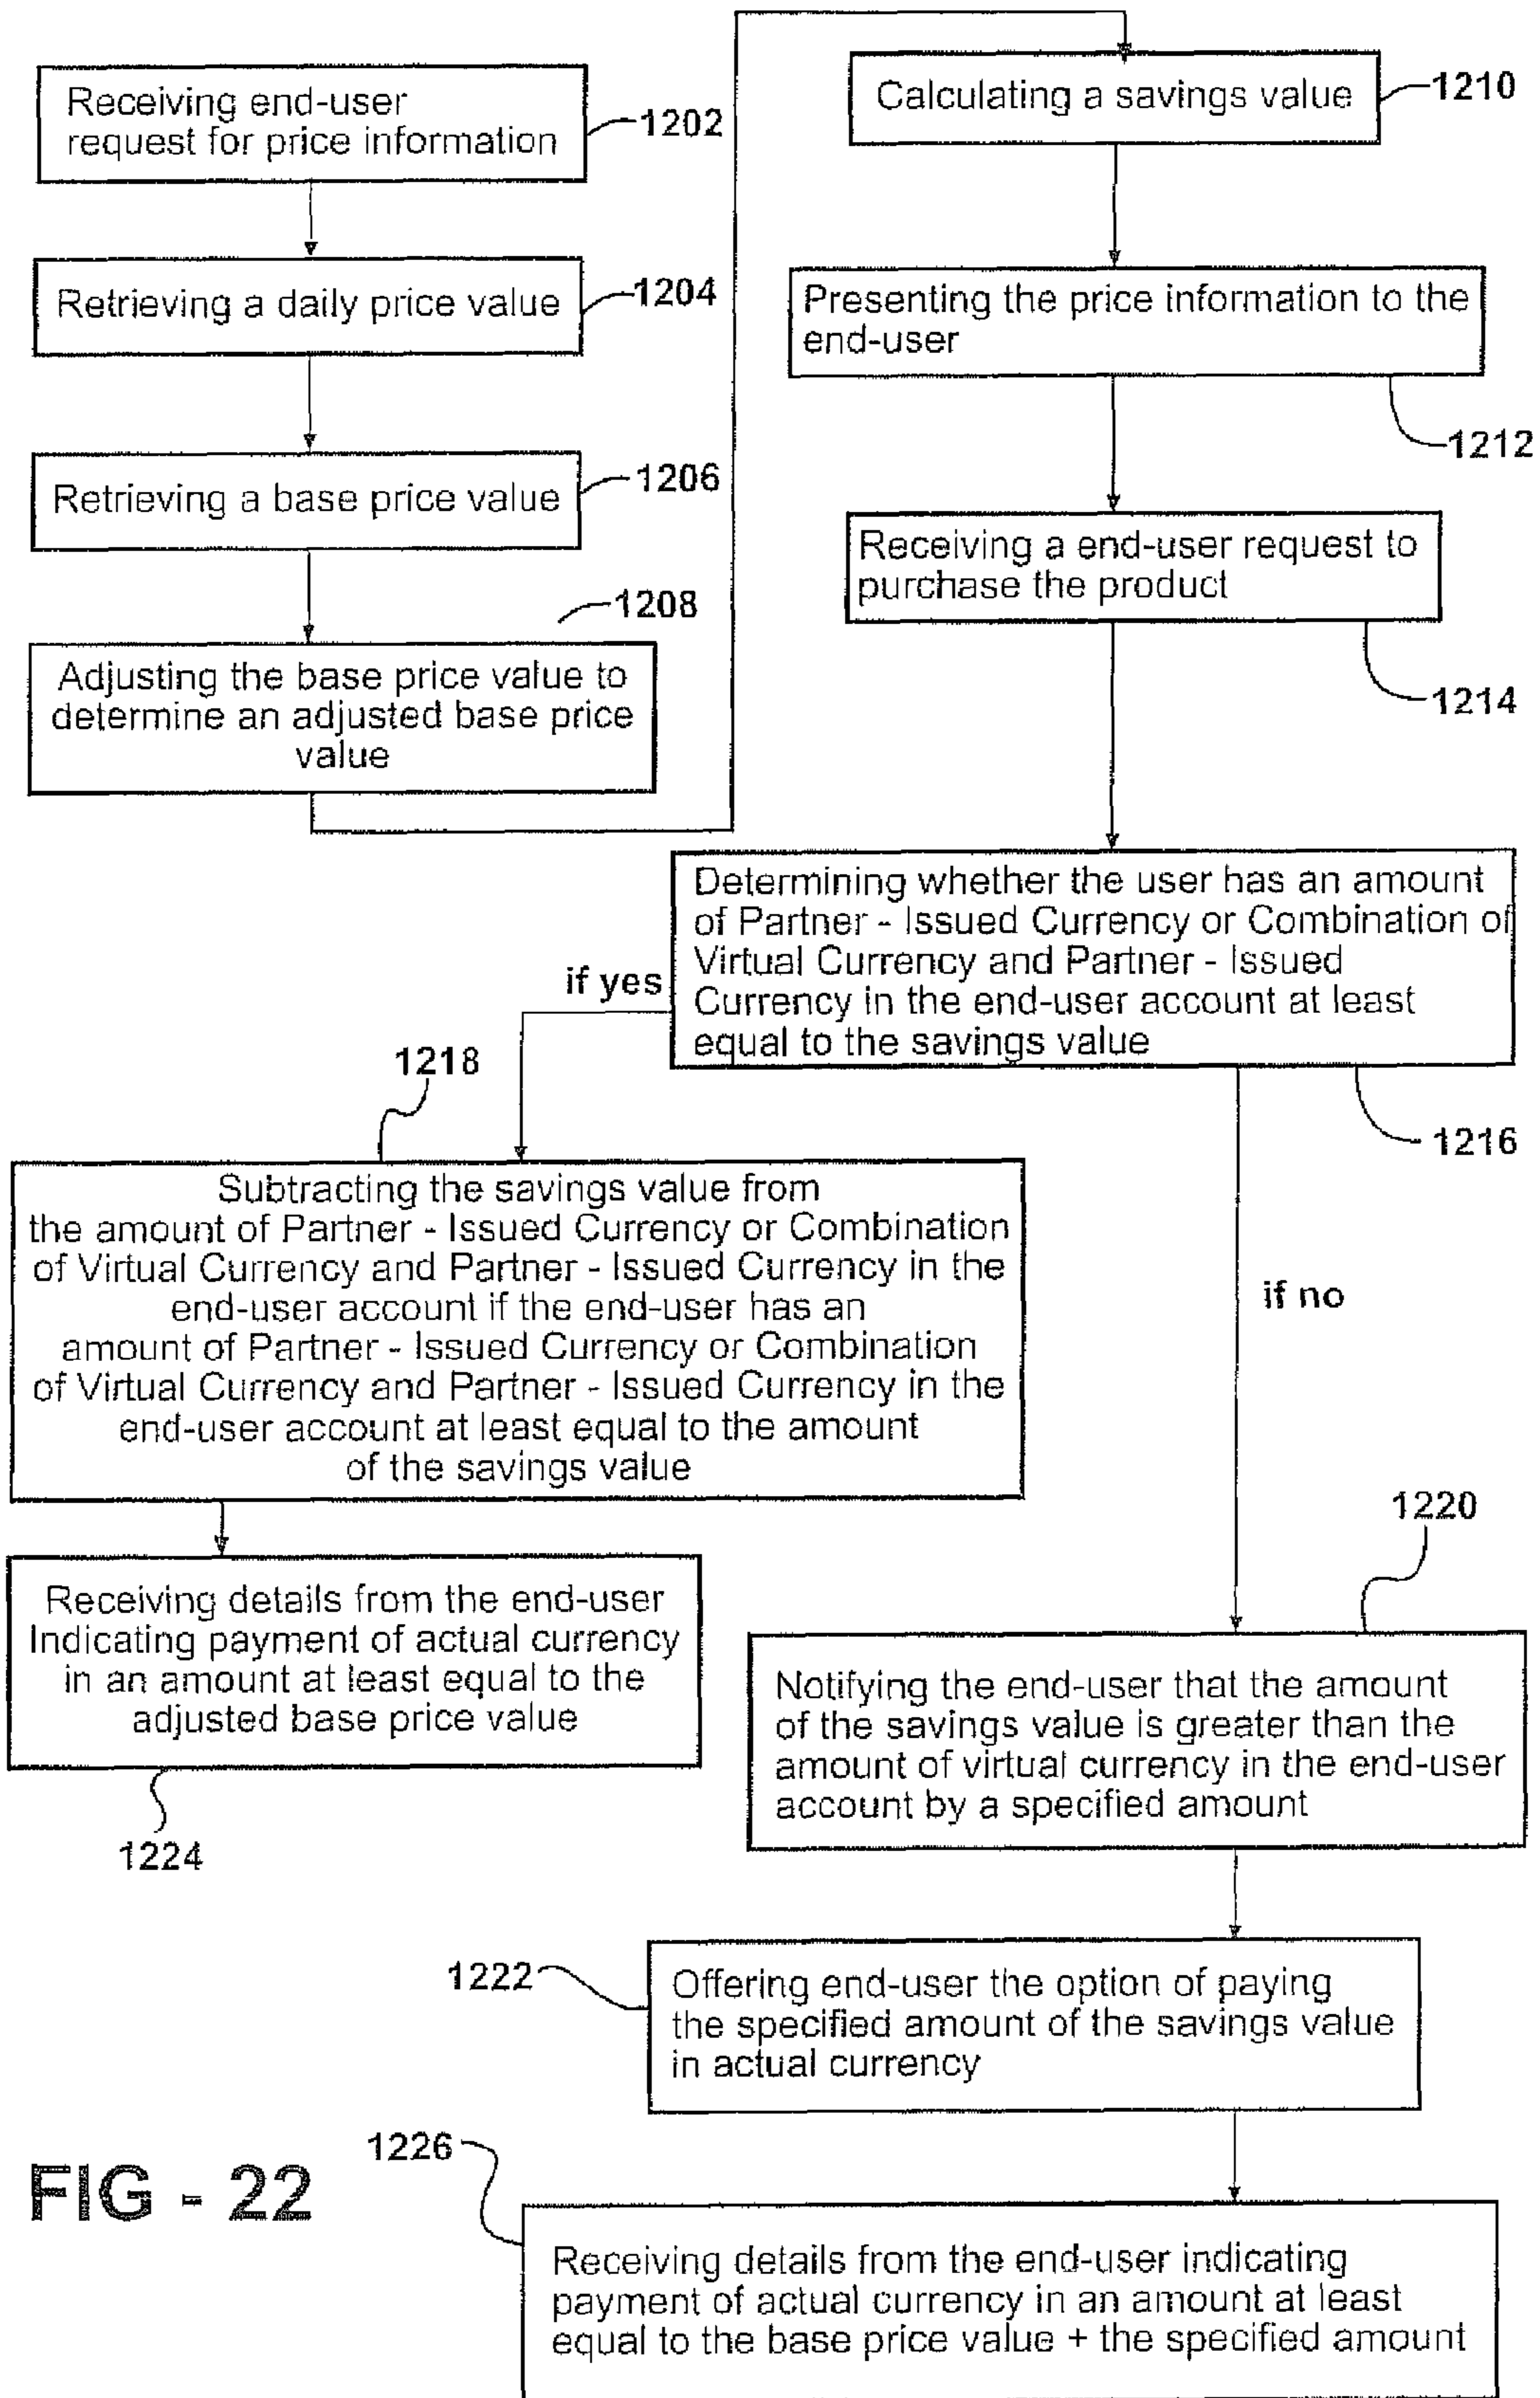 Receiving end-user
request for price information
1202
Retrieving a daily price value
1204
Retrieving a base price value
1206
1208
Adjusting the base price value to
determine an adjusted base price
value
Calculating a savings value
1210
Presenting the price information to the
end-user
1212
Receiving a end-user request to
purchase the product
1214
Determining whether the user has an amount
of Partner - Issued Currency or Combination of
Virtual Currency and Partner - Issued
Currency in the end-user account at least
equal to the savings value
1216
if yes
1218
Subtracting the savings value from
the amount of Partner - Issued Currency or Combination
of Virtual Currency and Partner - Issued Currency in the
end-user account if the end-user has an
amount of Partner - Issued Currency or Combination
of Virtual Currency and Partner - Issued Currency in the
end-user account at least equal to the amount
of the savings value
Receiving details from the end-user
Indicating payment of actual currency
in an amount at least equal to the
adjusted base price value
1224
if no
1220
Notifying the end-user that the amount
of the savings value is greater than the
amount of virtual currency in the end-user
account by a specified amount
1222
Offering end-user the option of paying
the specified amount of the savings value
in actual currency
1226
Receiving details from the end-user indicating
payment of actual currency in an amount at least
equal to the base price value + the specified amount
FIG - 22